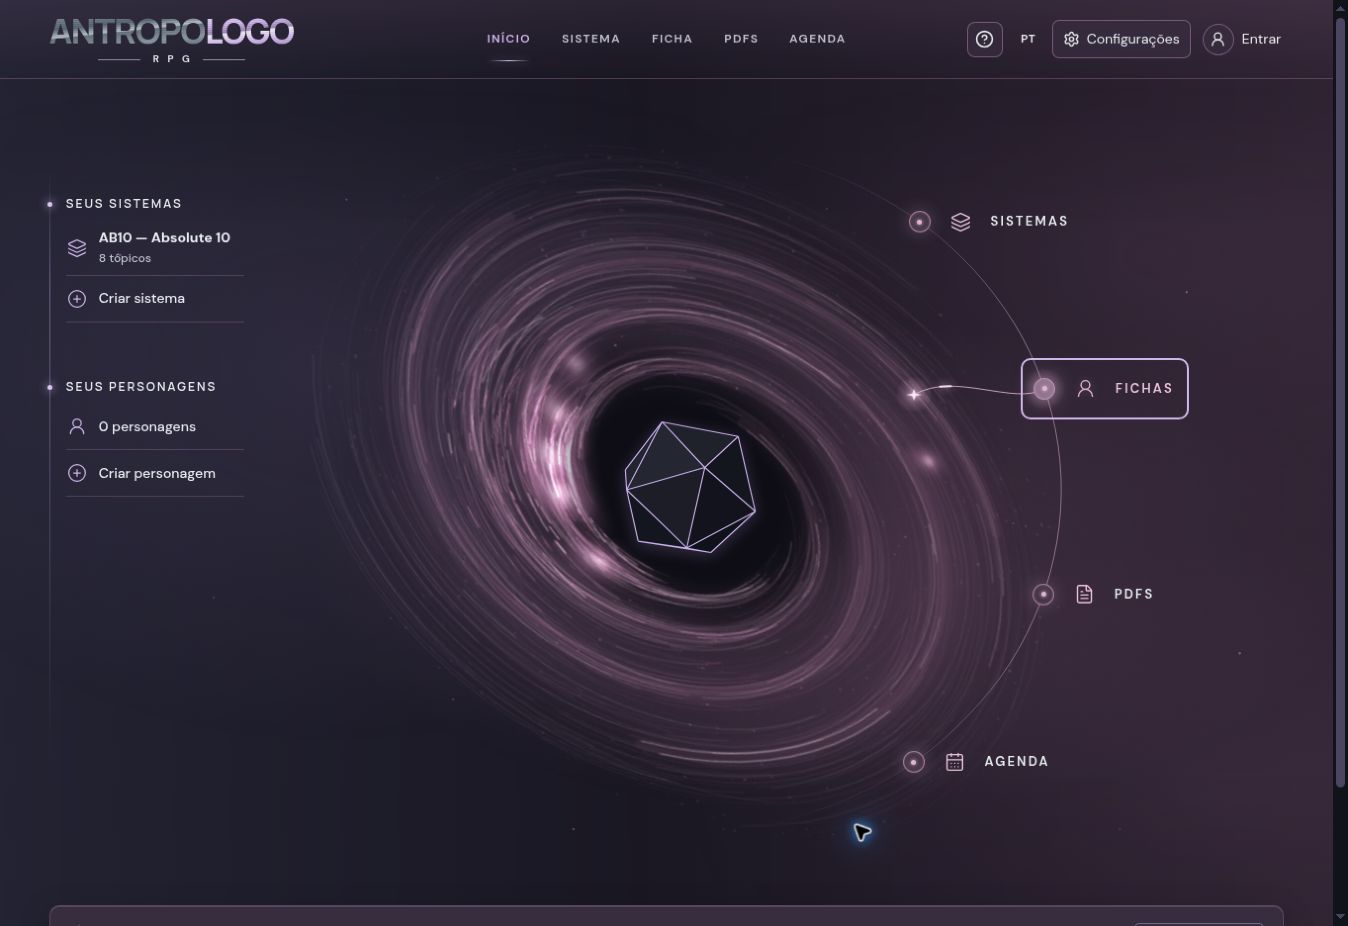 ANTROPOLOGO
RPG
INÍCIO
SISTEMA
FICHA
PDFS
AGENDA
PT
Configurações
Entrar
SEUS SISTEMAS
AB10 — Absolute 10
8 tópicos
Criar sistema
SEUS PERSONAGENS
0 personagens
Criar personagem
SISTEMAS
FICHAS
PDFS
AGENDA